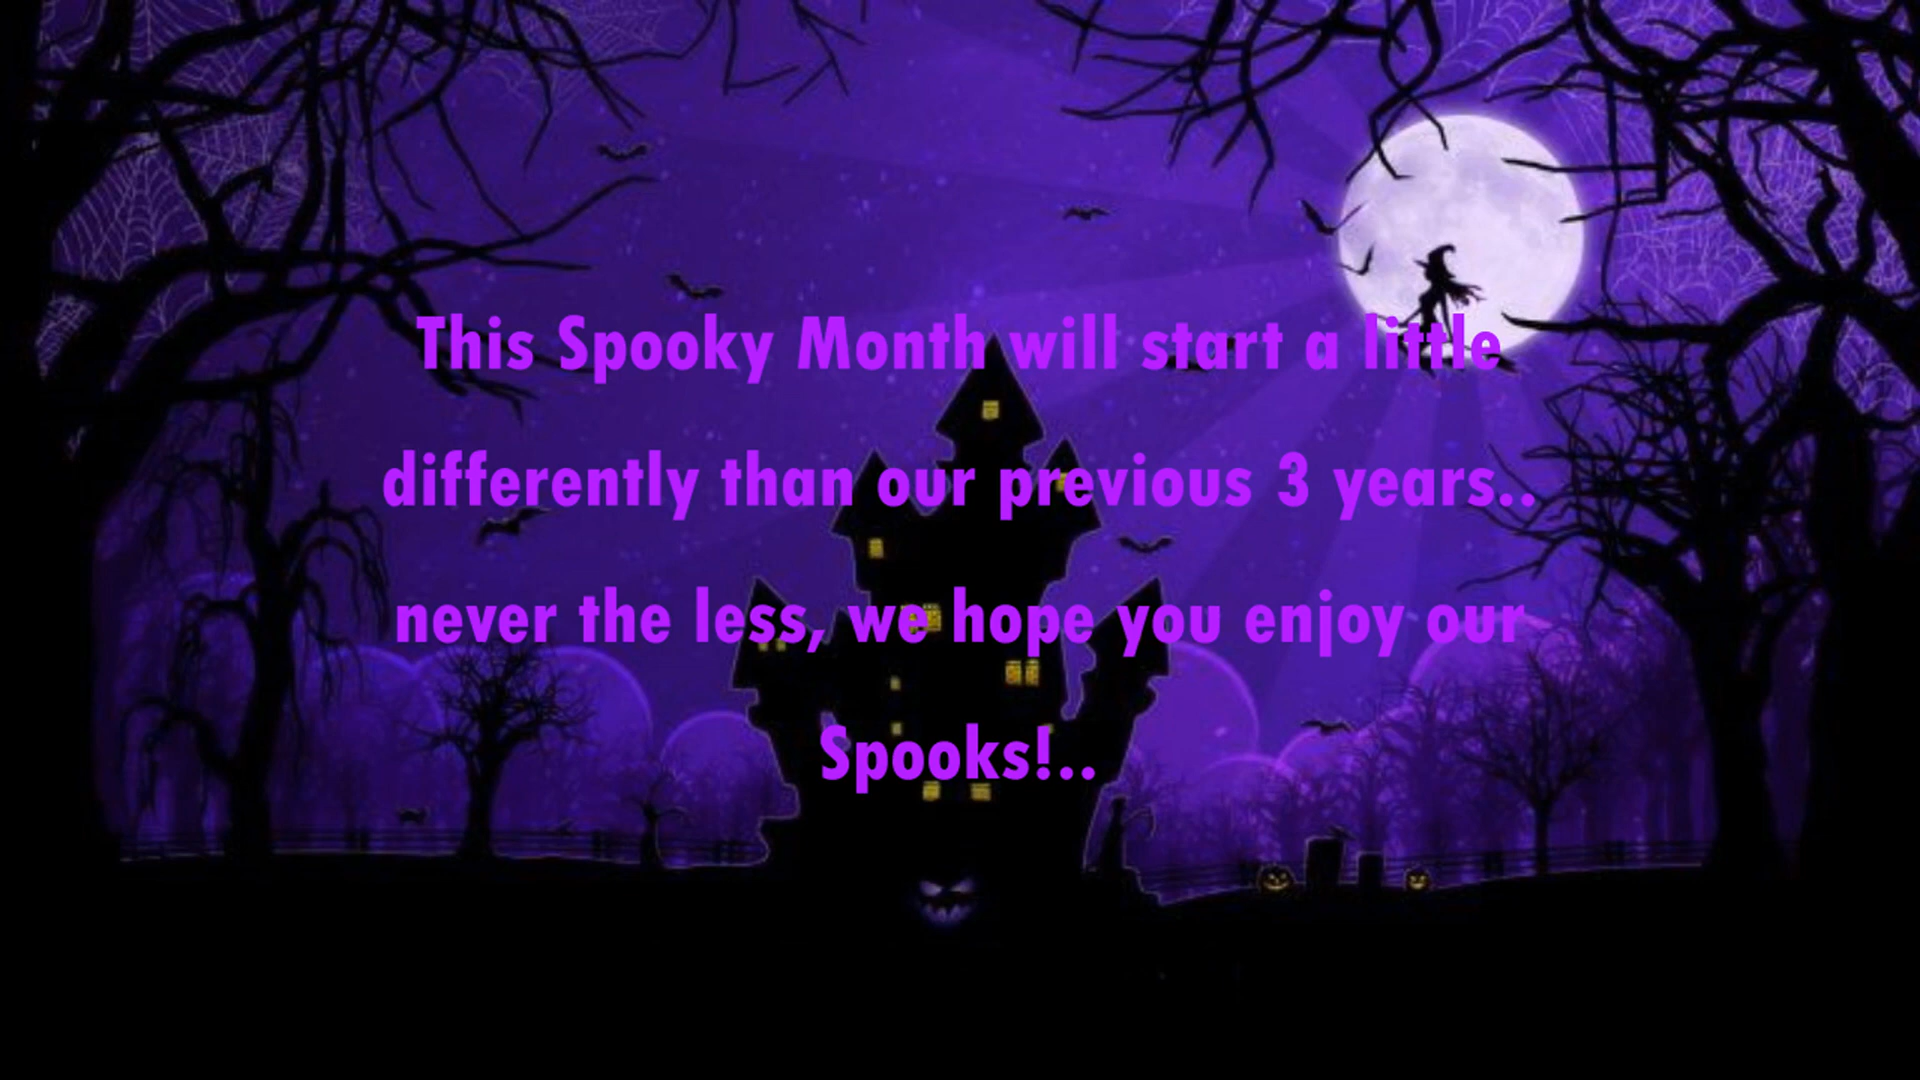 This Spooky Month will start a little
differently than our previous 3 years..
never the less, we hope you enjoy our
Spooks!..